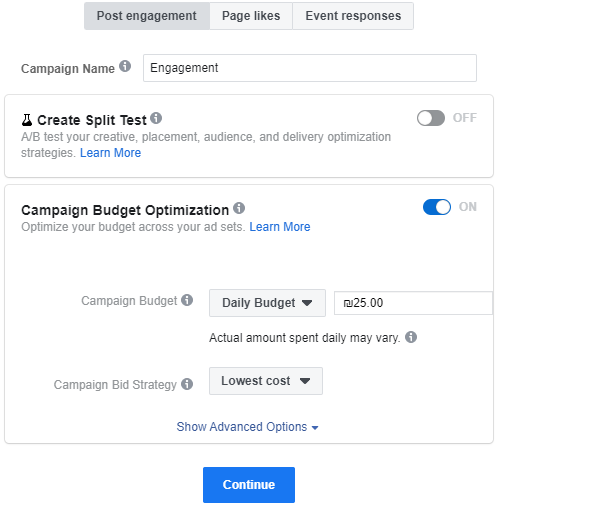 Post engagement Page likes Event responses
Campaign Name Engagement
Create Split Test OFF
A/B test your creative, placement, audience, and delivery optimization
strategies. Learn More
Campaign Budget Optimization ON
Optimize your budget across your ad sets. Learn More
Campaign Budget Daily Budget ₪25.00
Actual amount spent daily may vary.
Campaign Bid Strategy Lowest cost
Show Advanced Options
Continue